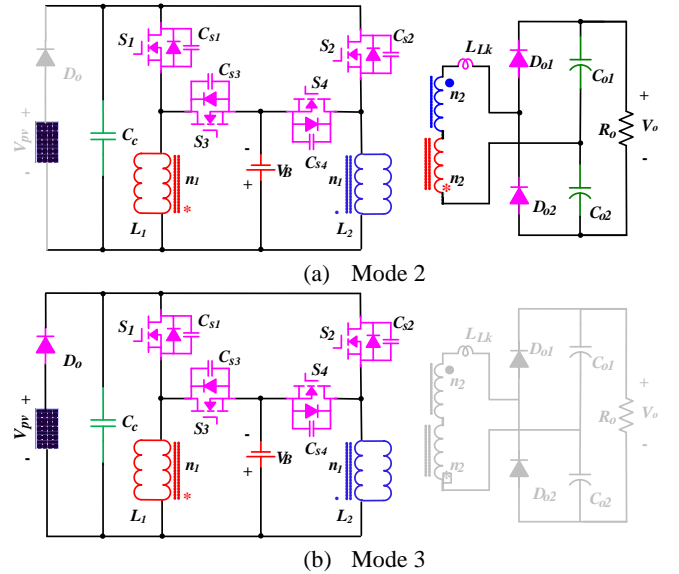 S1
Cs1
S2
Cs2
LLk
Do1
Do
Cs3
S4
n2
Co1
+
Vpv
+
-
Cc
S3
-
VB
+
Cs4
Ro
Vo
-
n1
*
L1
n1
L2
n2
*
Do2
Co2
(a) Mode 2
S1
Cs1
S2
Cs2
LLk
Do1
Do
Cs3
S4
n2
Co1
+
Vpv
+
-
Cc
S3
-
VB
+
Cs4
Ro
Vo
-
n1
*
L1
n1
L2
n2
Do2
Co2
(b) Mode 3